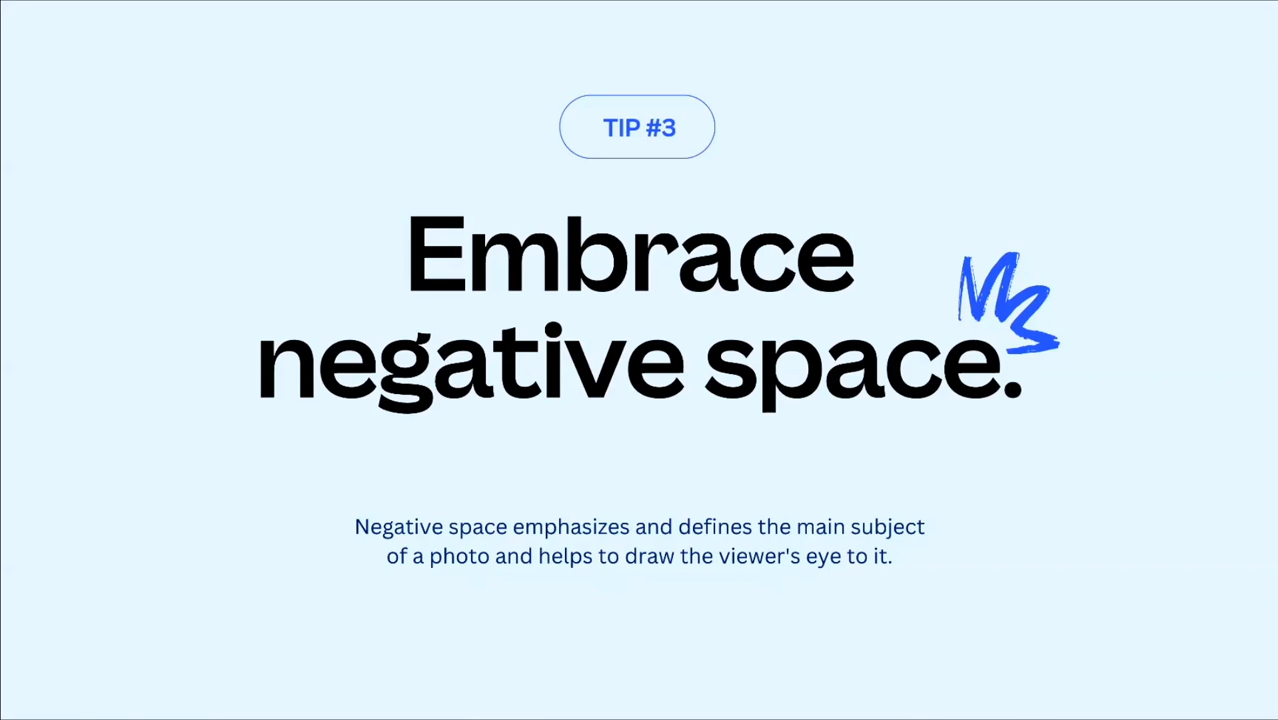 TIP #3
Embrace
negative space.
Negative space emphasizes and defines the main subject
of a photo and helps to draw the viewer's eye to it.